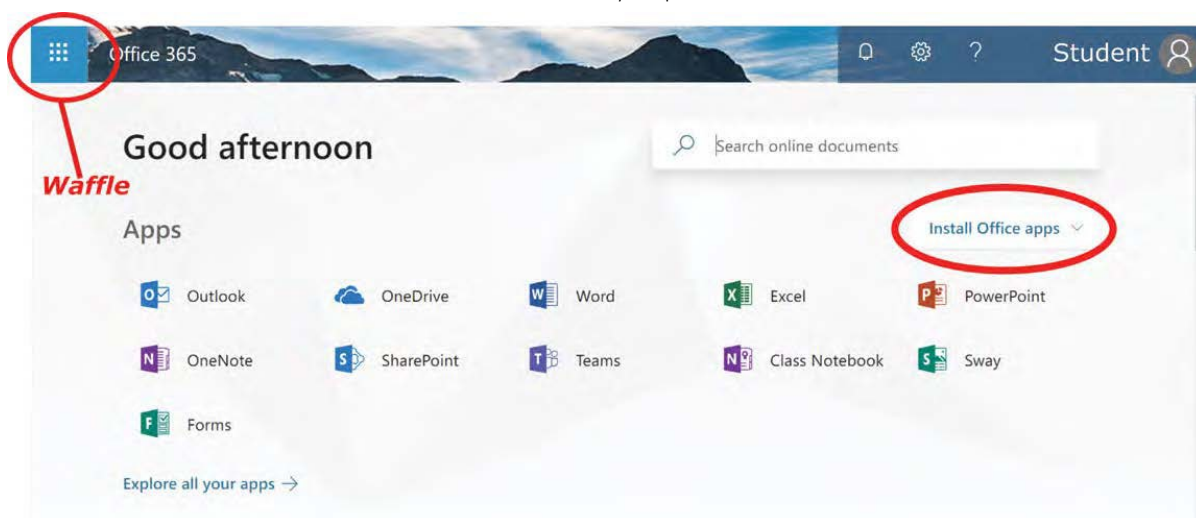 Office 365
?
Student
Good afternoon
Search online documents
Waffle
Apps
Install Office apps
Outlook OneDrive Word Excel PowerPoint
OneNote SharePoint Teams Class Notebook Sway
Forms
Explore all your apps →